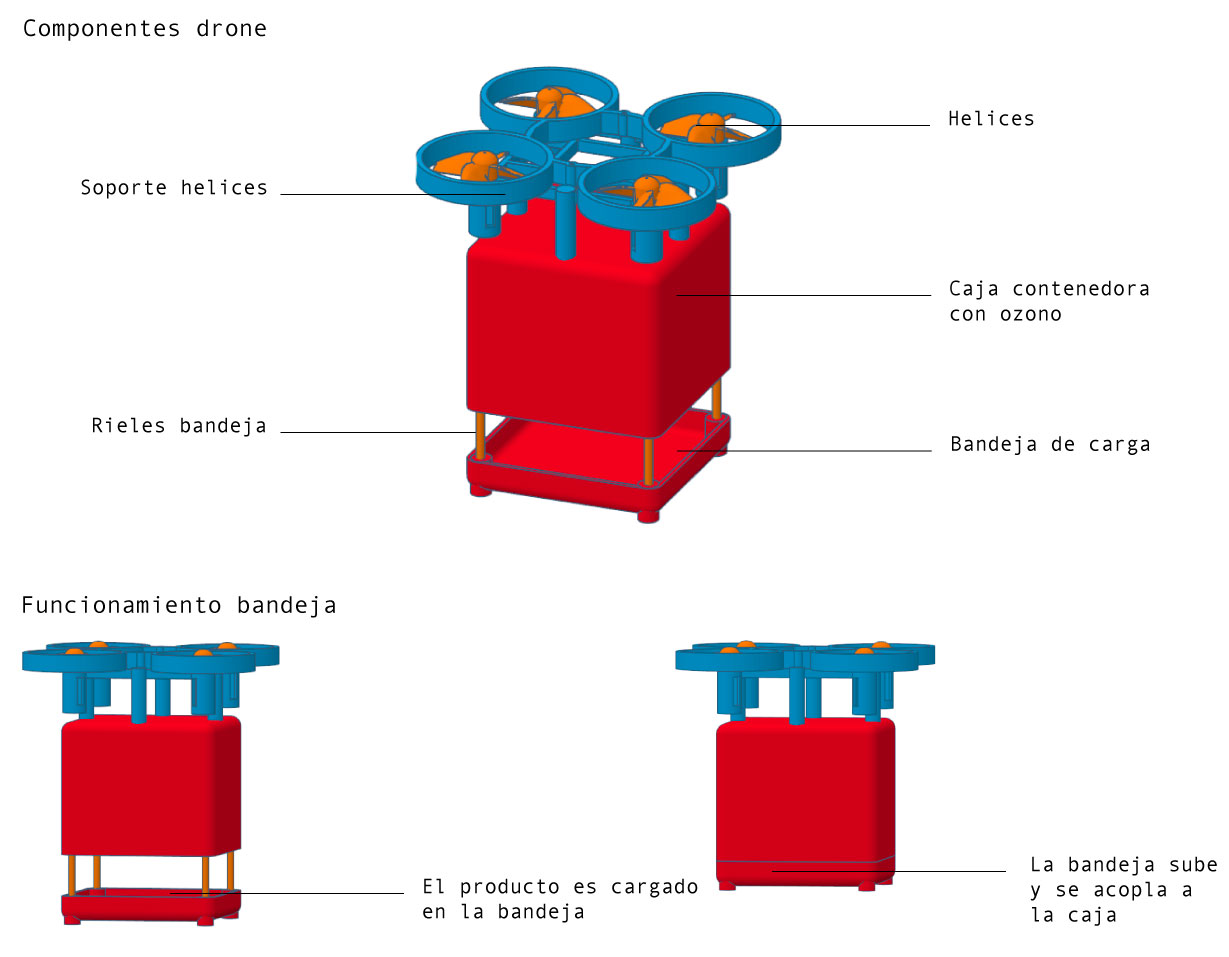 Componentes drone
Helices
Soporte helices
Caja contenedora
con ozono
Rieles bandeja
Bandeja de carga
Funcionamiento bandeja
El producto es cargado
en la bandeja
La bandeja sube
y se acopla a
la caja